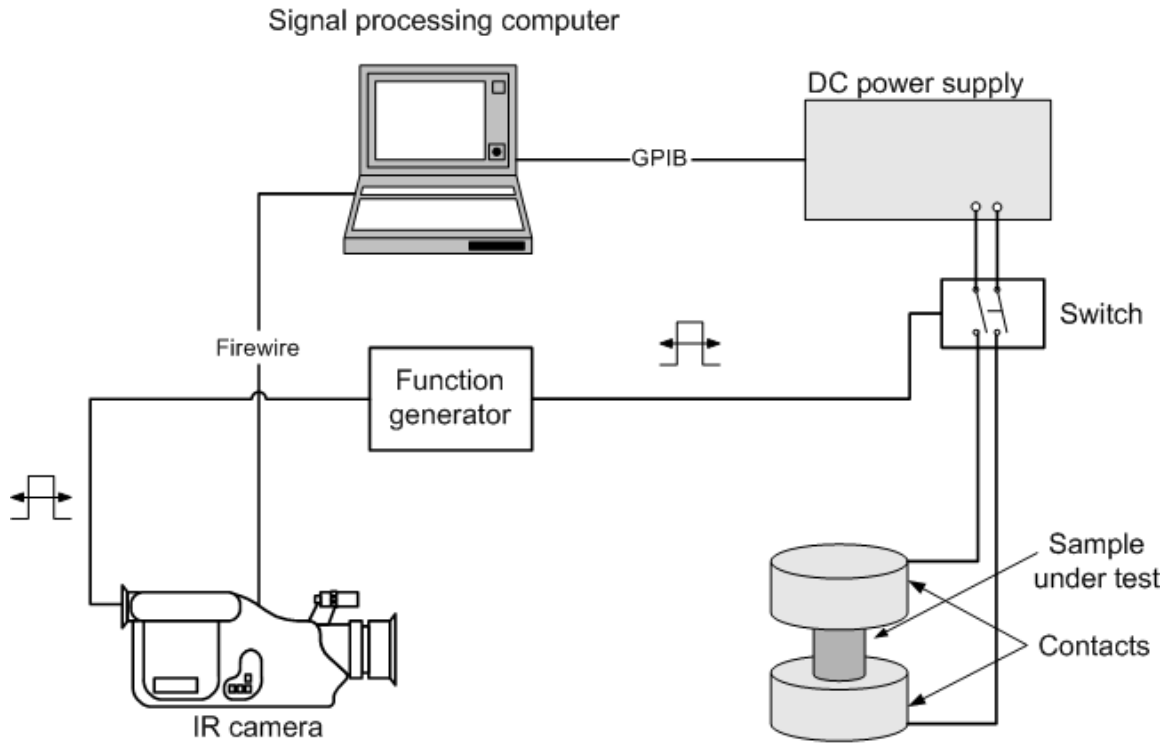 Signal processing computer
DC power supply
GPIB
Switch
Firewire
Function
generator
Sample
under test
Contacts
IR camera